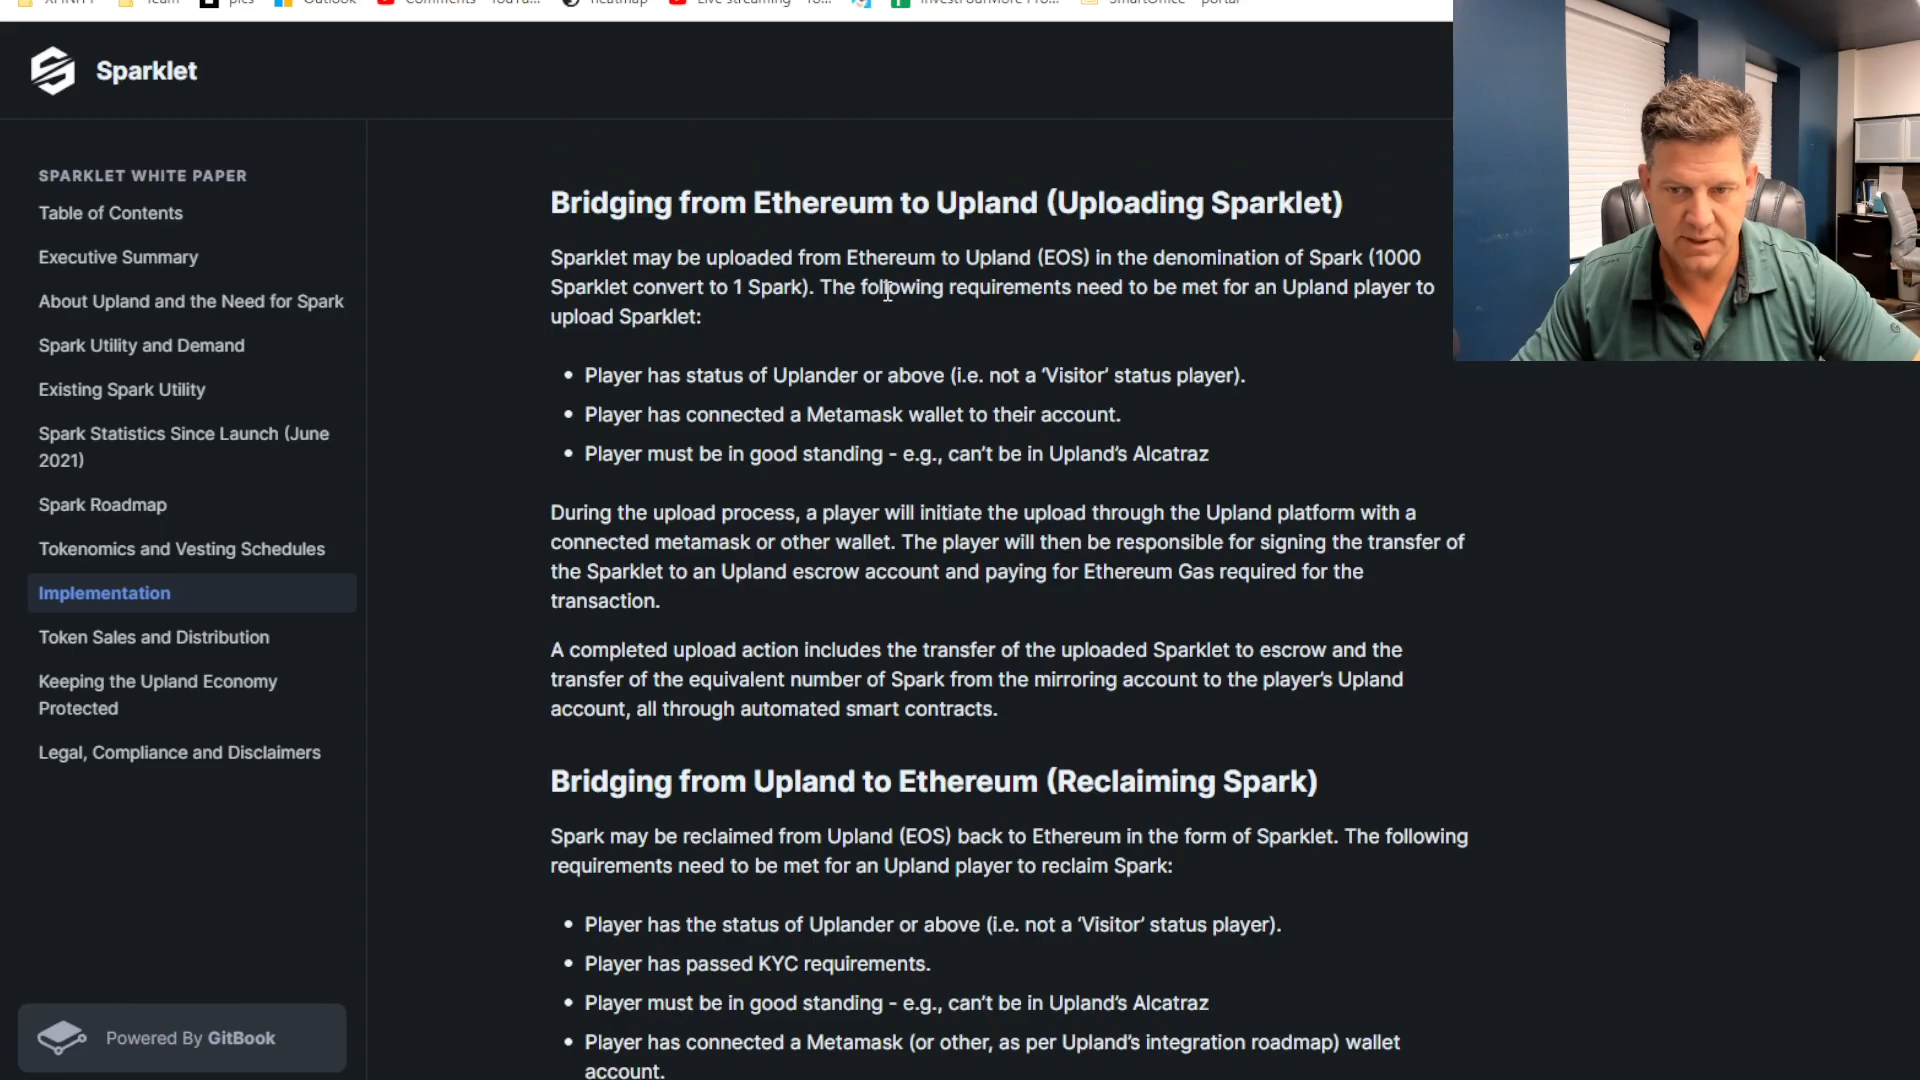 Team
pics
Outlook
heatmap
Live streaming
Sparklet
SPARKLET WHITE PAPER
Table of Contents
Executive Summary
About Upland and the Need for Spark
Spark Utility and Demand
Existing Spark Utility
Spark Statistics Since Launch (June
2021)
Spark Roadmap
Tokenomics and Vesting Schedules
Implementation
Token Sales and Distribution
Keeping the Upland Economy
Protected
Legal, Compliance and Disclaimers
Powered By GitBook
Bridging from Ethereum to Upland (Uploading Sparklet)
Sparklet may be uploaded from Ethereum to Upland (EOS) in the denomination of Spark (1000
Sparklet convert to 1 Spark). The following requirements need to be met for an Upland player to
upload Sparklet:
• Player has status of Uplander or above (i.e. not a ‘Visitor’ status player).
• Player has connected a Metamask wallet to their account.
• Player must be in good standing - e.g., can’t be in Upland’s Alcatraz
During the upload process, a player will initiate the upload through the Upland platform with a
connected metamask or other wallet. The player will then be responsible for signing the transfer of
the Sparklet to an Upland escrow account and paying for Ethereum Gas required for the
transaction.
A completed upload action includes the transfer of the uploaded Sparklet to escrow and the
transfer of the equivalent number of Spark from the mirroring account to the player’s Upland
account, all through automated smart contracts.
Bridging from Upland to Ethereum (Reclaiming Spark)
Spark may be reclaimed from Upland (EOS) back to Ethereum in the form of Sparklet. The following
requirements need to be met for an Upland player to reclaim Spark:
• Player has the status of Uplander or above (i.e. not a ‘Visitor’ status player).
• Player has passed KYC requirements.
• Player must be in good standing - e.g., can’t be in Upland’s Alcatraz
• Player has connected a Metamask (or other, as per Upland’s integration roadmap) wallet
account.